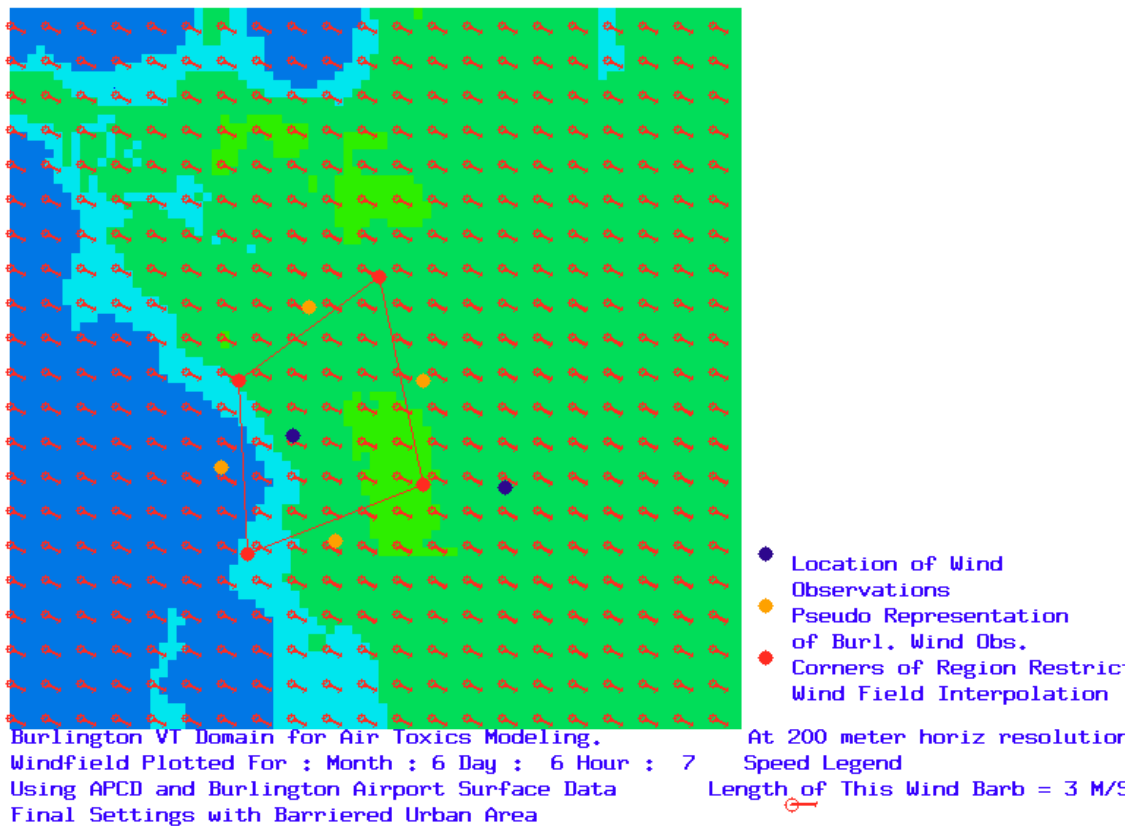 Location of Wind
Observations
Pseudo Representation
of Burl. Wind Obs.
Corners of Region Restrict
Wind Field Interpolation
Burlington VT Domain for Air Toxics Modeling.
At 200 meter horiz resolution
Windfield Plotted For : Month : 6 Day : 6 Hour : 7
Speed Legend
Using APCD and Burlington Airport Surface Data
Length of This Wind Barb = 3 M/S
Final Settings with Barriered Urban Area